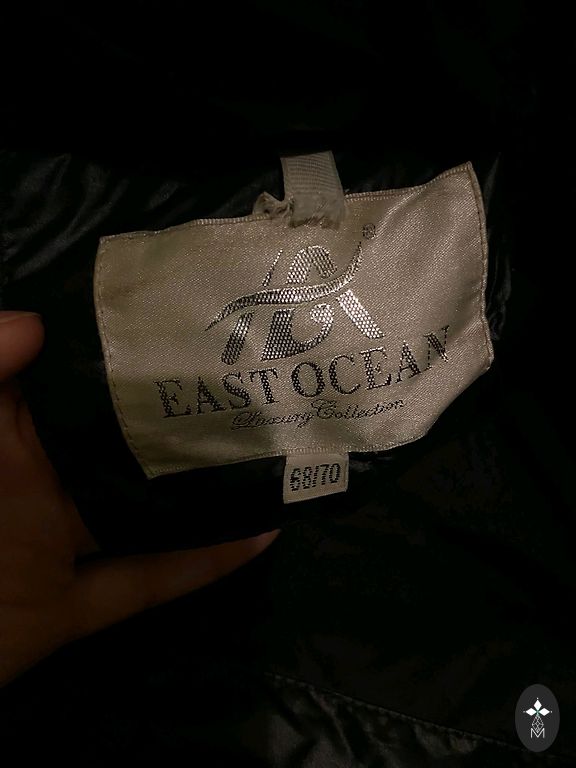 ®
EAST OCEAN
Luxury Collection
68/70
M